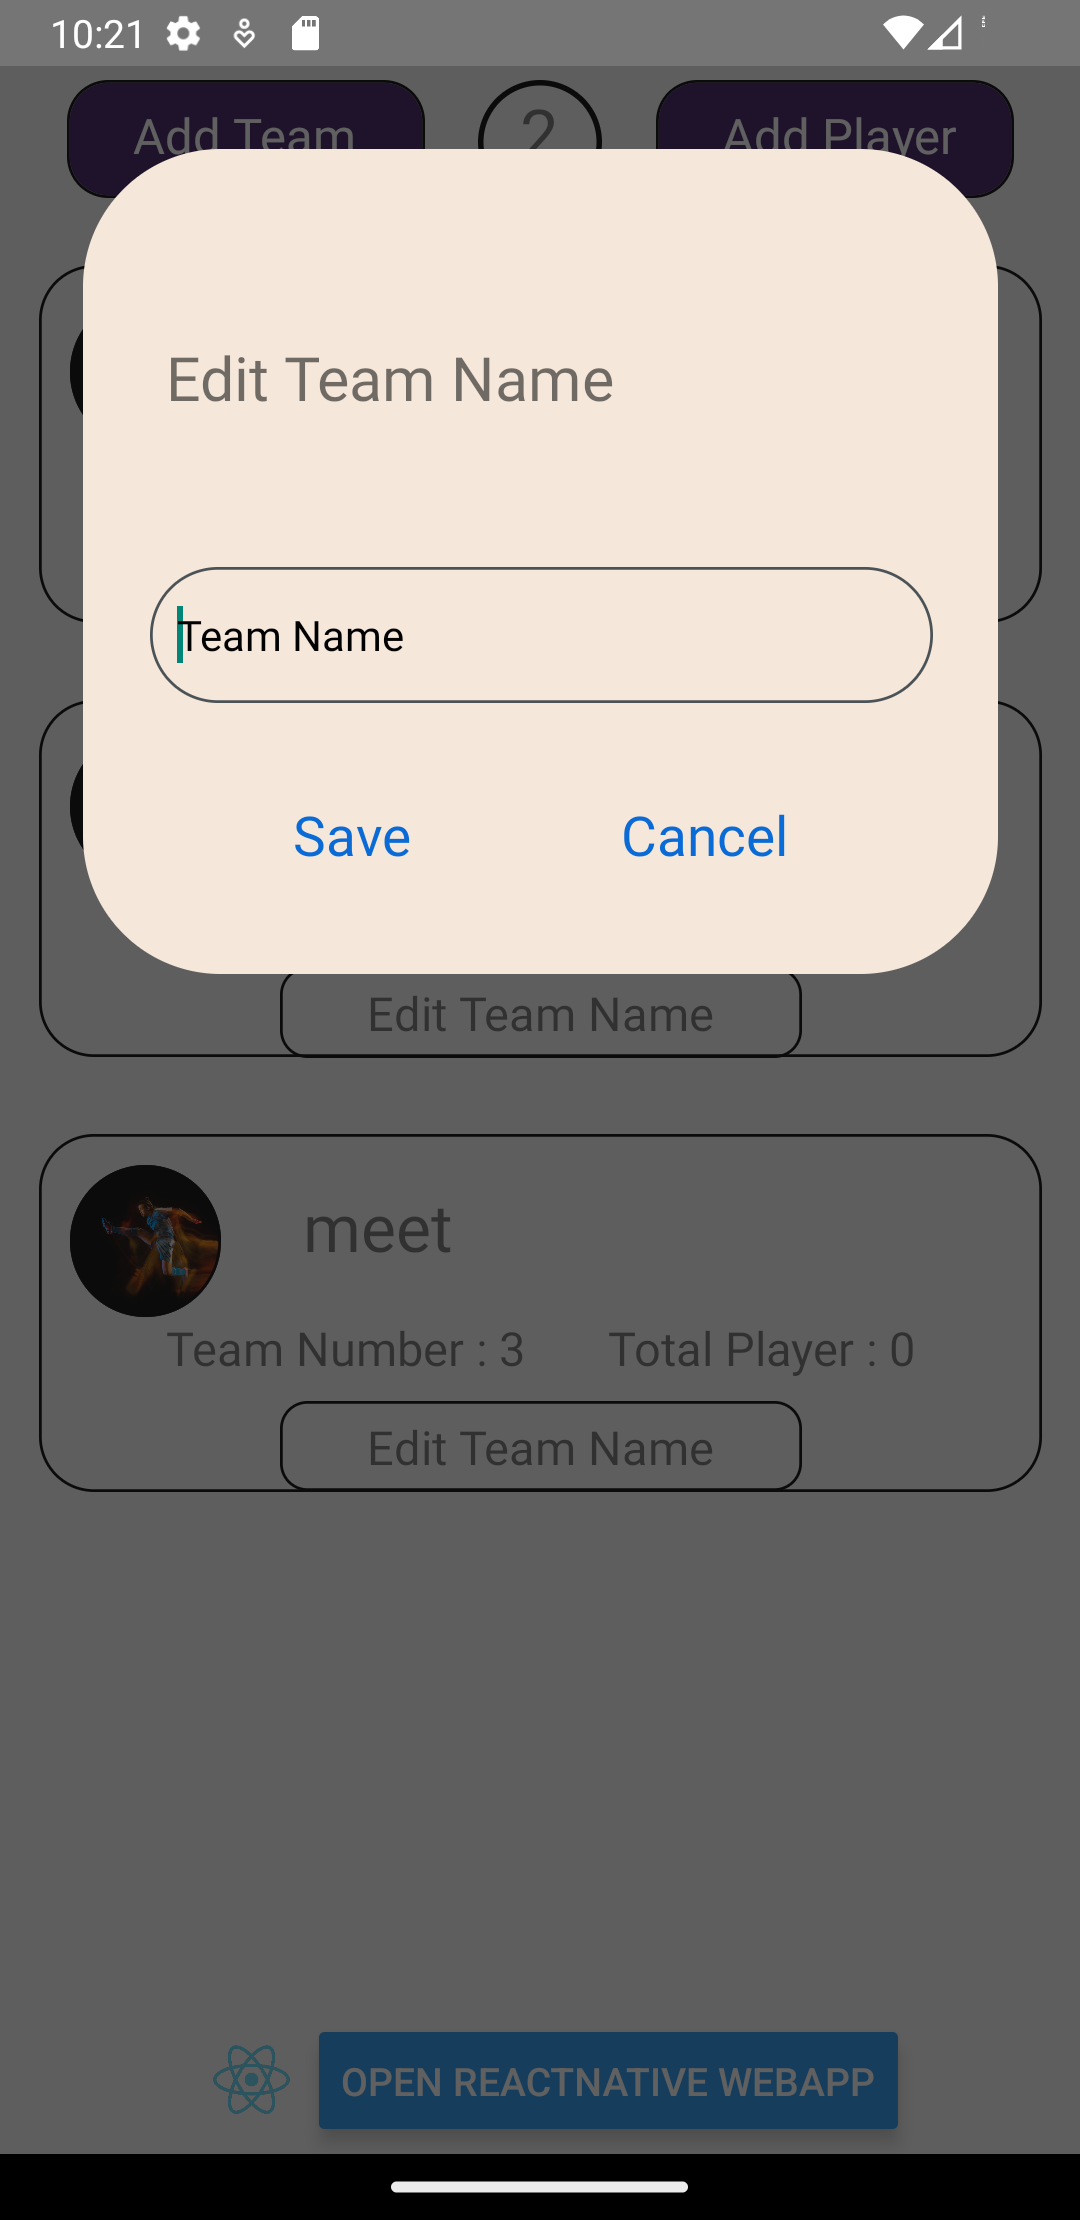 10:21
Add Team 2 Add Player
Edit Team Name
Team Name
Save Cancel
Edit Team Name
meet
Team Number : 3 Total Player : 0
Edit Team Name
OPEN REACTNATIVE WEBAPP